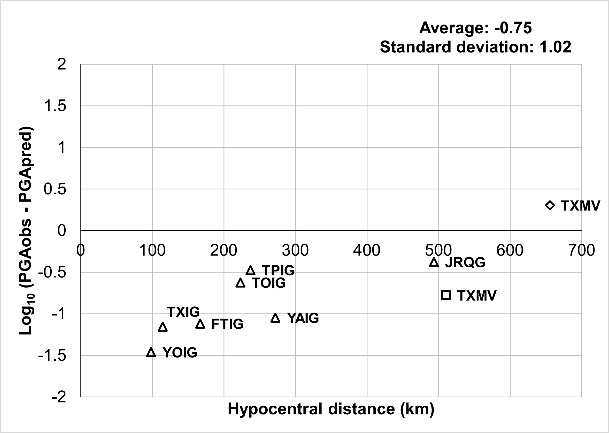 Average: -0.75
Standard deviation: 1.02
Log10 (PGAobs - PGApred)
2
1.5
1
0.5
0
-0.5
-1
-1.5
-2
0 100 200 300 400 500 600 700
TXMV
JRQG
TPIG
TOIG
TXMV
TXIG
FTIG
YAIG
YOIG
Hypocentral distance (km)